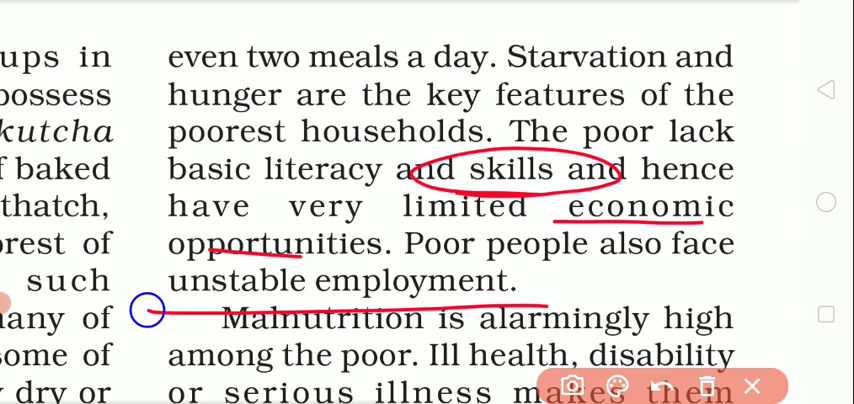 ups in
possess
kutcha
f baked
thatch,
orest of
such
many of
some of
dry or
even two meals a day. Starvation and
hunger are the key features of the
poorest households. The poor lack
basic literacy and skills and hence
have very limited economic
opportunities. Poor people also face
unstable employment.
Malnutrition is alarmingly high
among the poor. Ill health, disability
or serious illness makes them